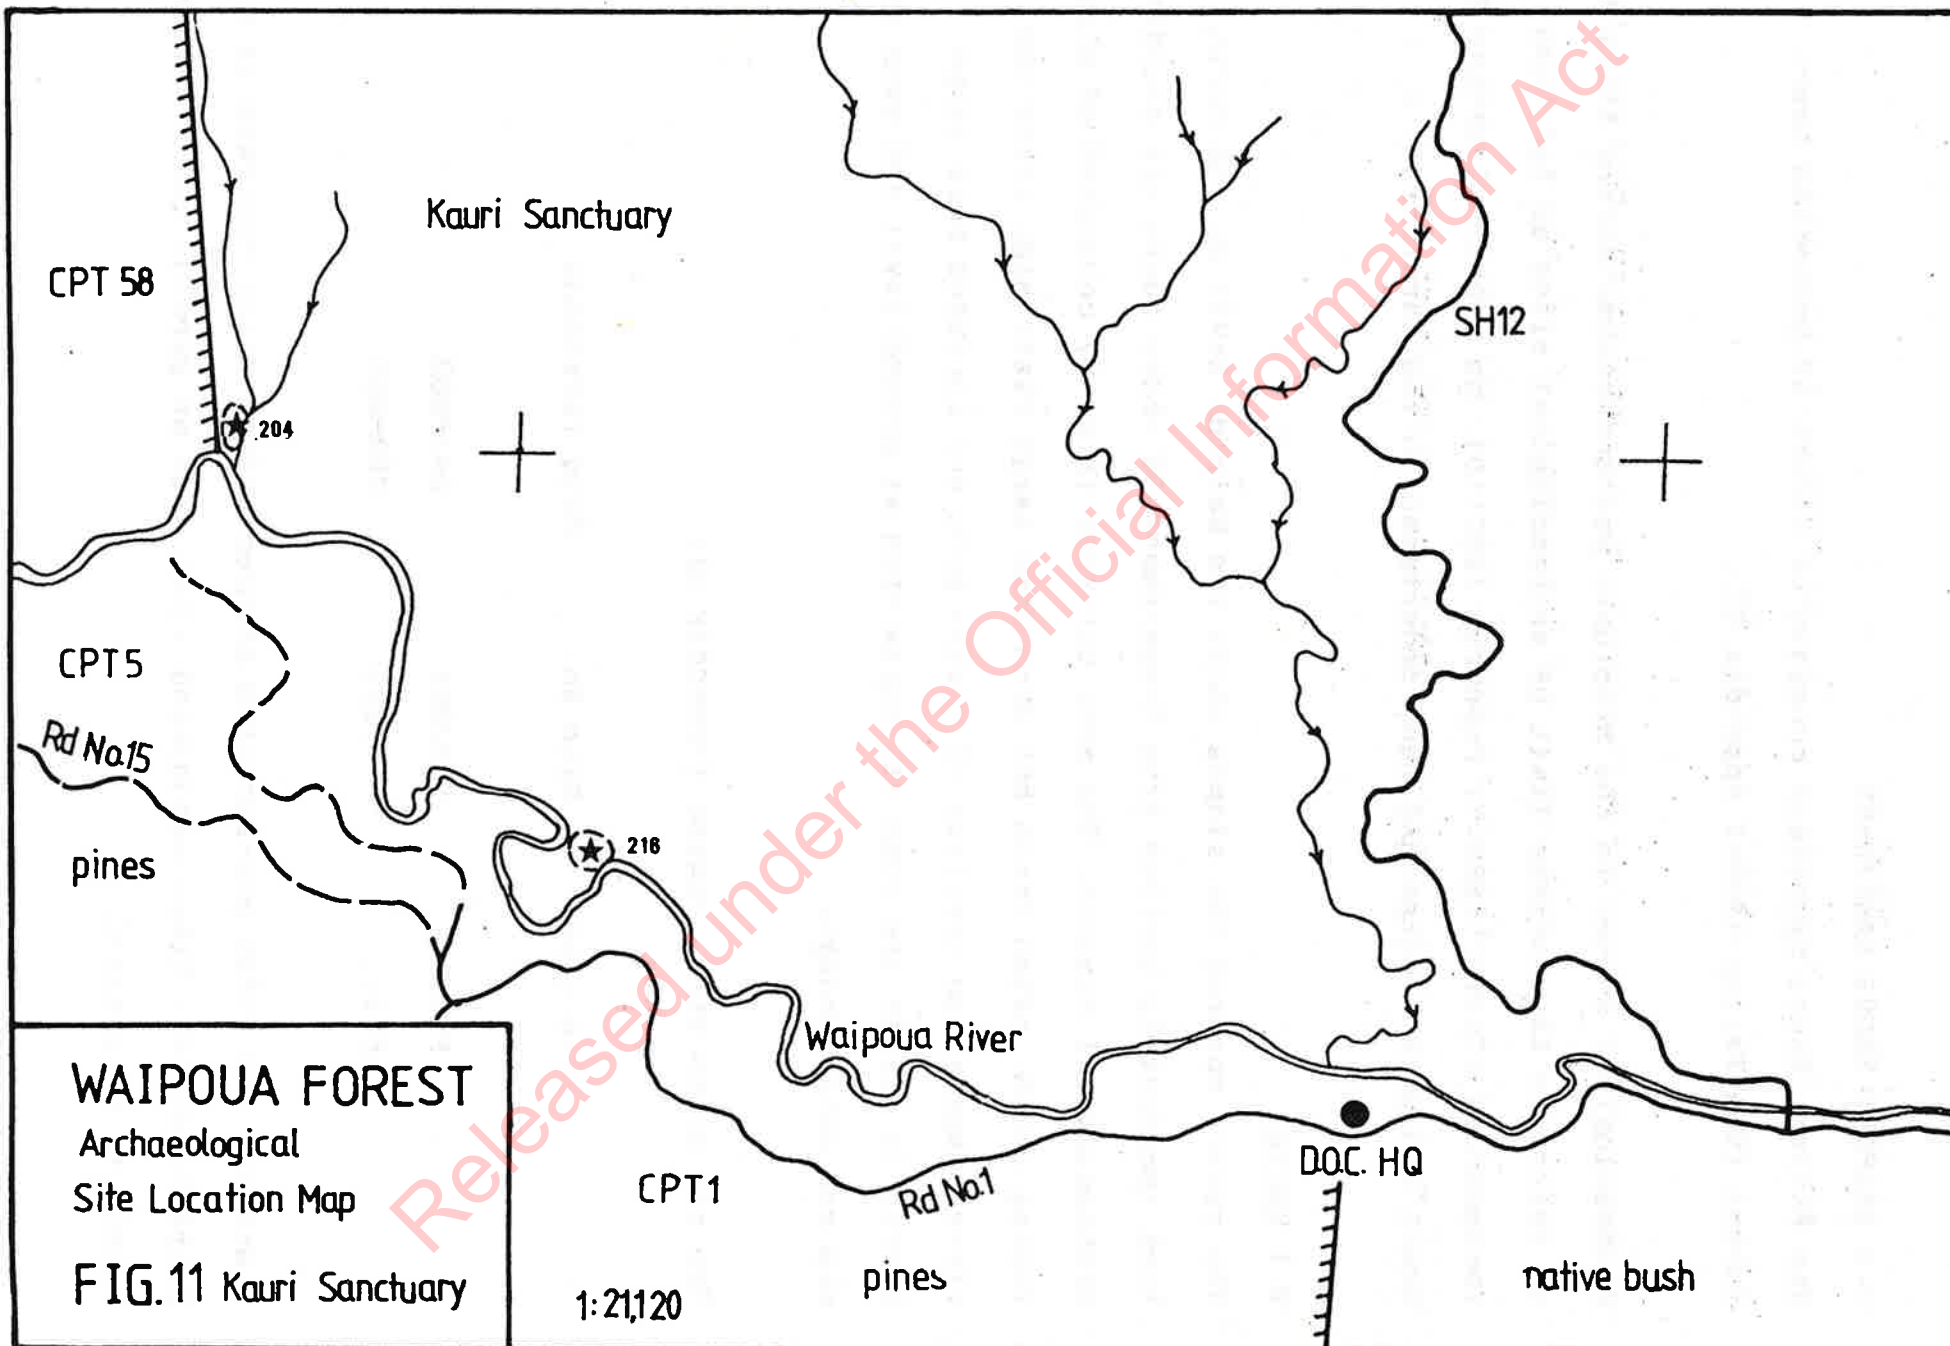 Kauri Sanctuary
CPT 58
SH12
204
CPT5
Rd No.15
216
pines
Waipoua River
WAIPOUA FOREST
Archaeological
Site Location Map
FIG.11 Kauri Sanctuary
1:21,120
CPT1
Rd No.1
D.O.C. HQ
pines
native bush
Released under the Official Information Act